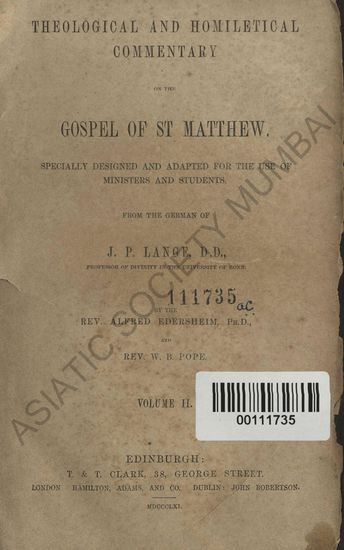 THEOLOGICAL AND HOMILETICAL
COMMENTARY
ON THE
GOSPEL OF ST MATTHEW.
SPECIALLY DESIGNED AND ADAPTED FOR THE USE OF
MINISTERS AND STUDENTS.
FROM THE GERMAN OF
J. P. LANGE, D.D.,
PROFESSOR OF DIVINITY IN THE UNIVERSITY OF BONN.
111735
ac.
BY THE
REV. ALFRED EDERSHEIM, PH.D.,
AND
REV. W. B. POPE.
VOLUME II.
00111735
EDINBURGH:
T. & T. CLARK, 38, GEORGE STREET.
LONDON: HAMILTON, ADAMS, AND CO. DUBLIN: JOHN ROBERTSON.
MDCCCLXI.
ASIATIC SOCIETY MUMBAI